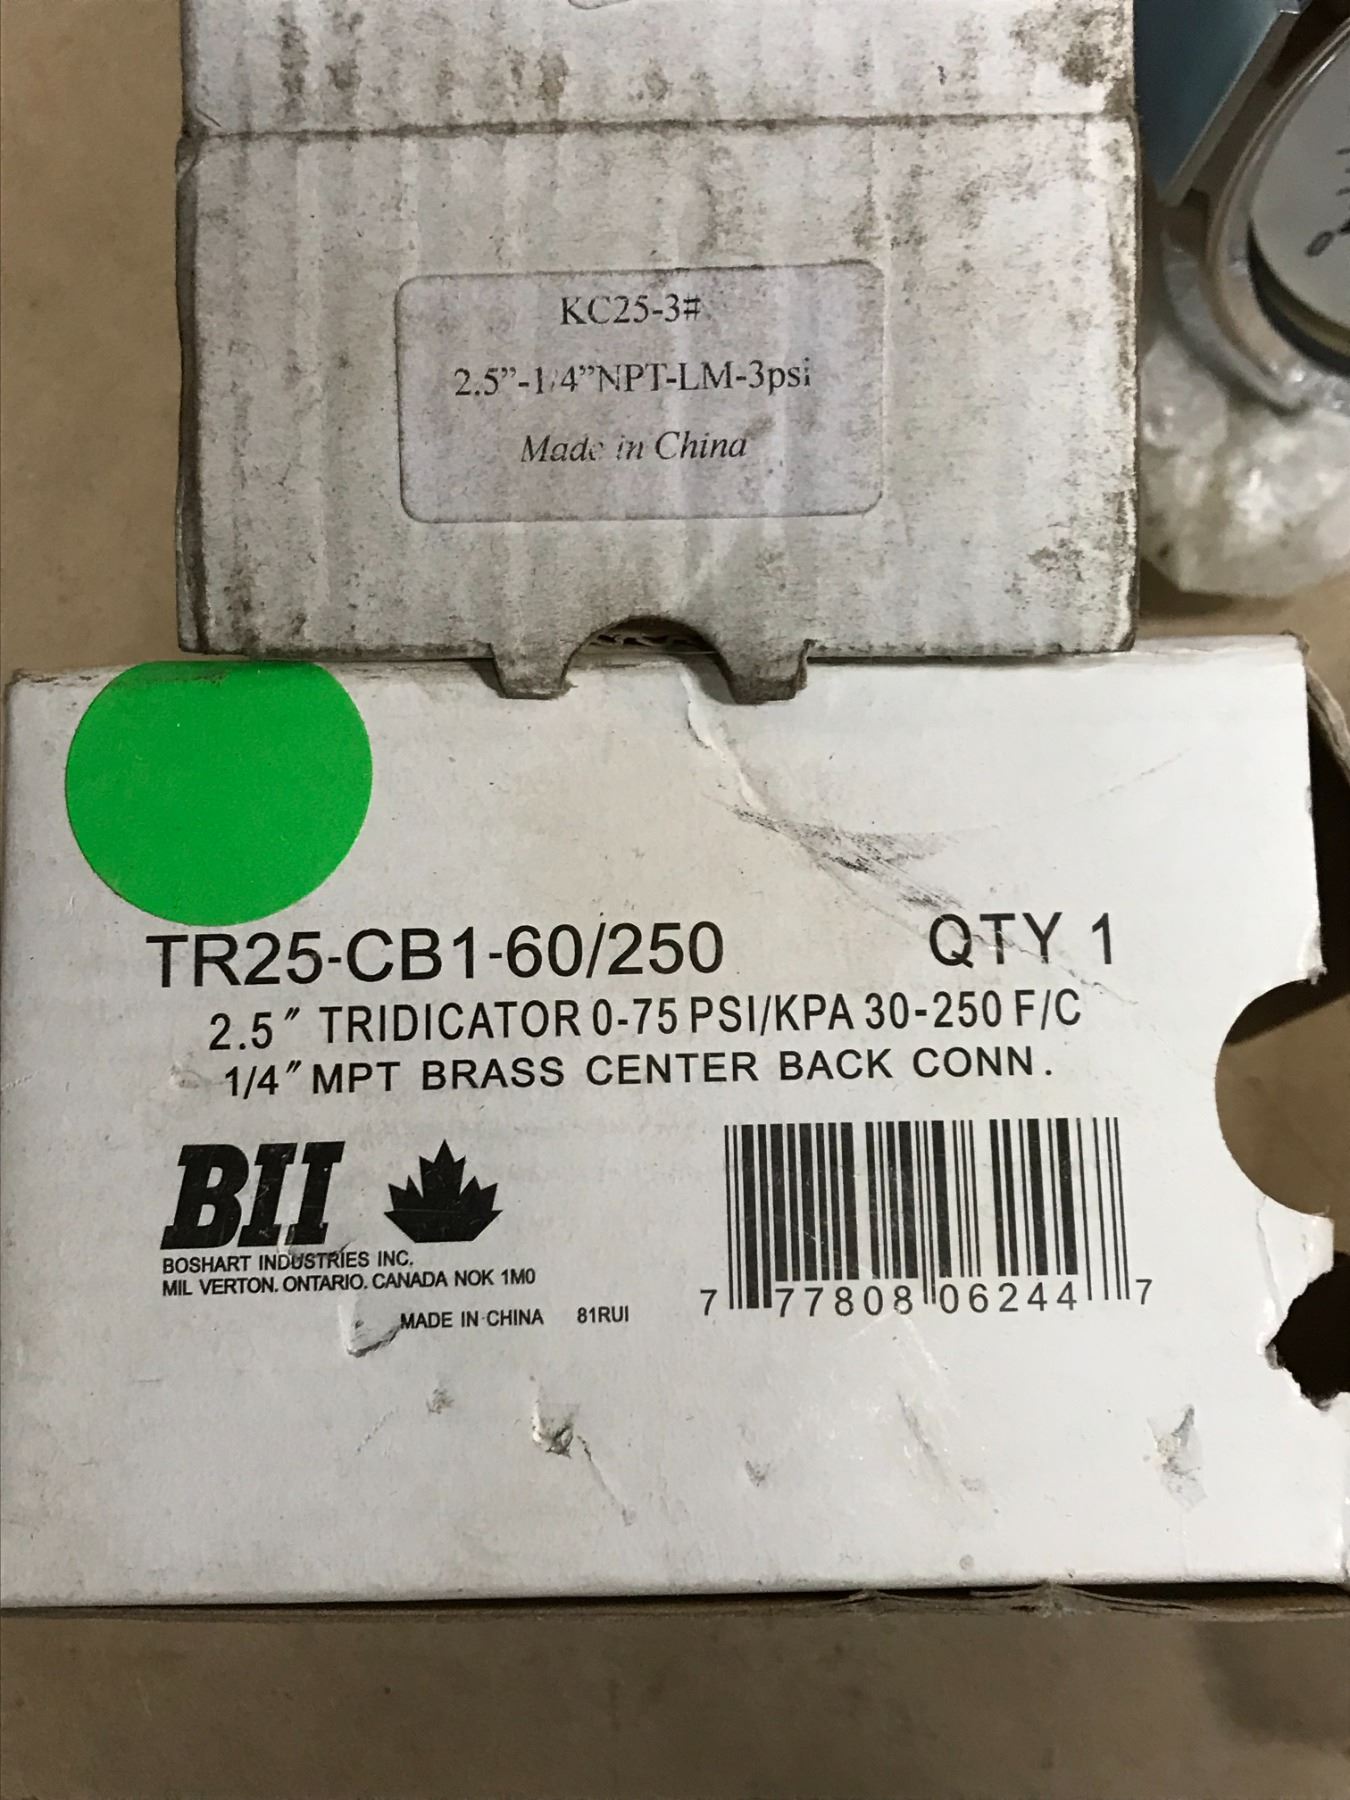 KC25-3#
2.5”-1/4”NPT-LM-3psi
Made in China
TR25-CB1-60/250 QTY 1
2.5″ TRIDICATOR 0-75 PSI/KPA 30-250 F/C
1/4″ MPT BRASS CENTER BACK CONN.
BII
BOSHART INDUSTRIES INC.
MIL VERTON. ONTARIO. CANADA NOK 1M0
MADE IN CHINA 81RUI
7 77808 06244 7
0